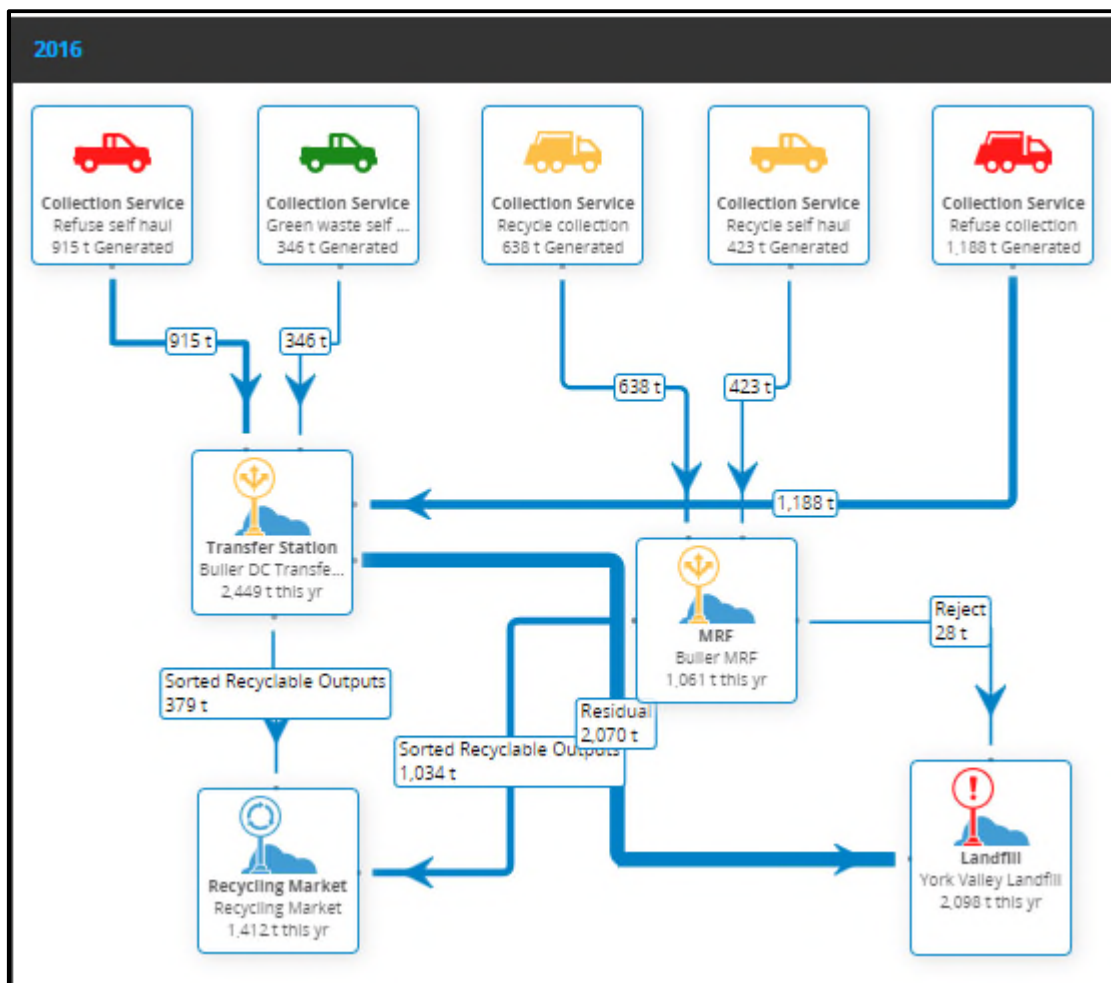 2016
Collection Service
Refuse self haul
915 t Generated
Collection Service
Green waste self ...
346 t Generated
Collection Service
Recycle collection
638 t Generated
Collection Service
Recycle self haul
423 t Generated
Collection Service
Refuse collection
1,188 t Generated
915 t
346 t
638 t
423 t
1,188 t
Transfer Station
Buller DC Transfe...
2,449 t this yr
MRF
Buller MRF
1,061 t this yr
Reject
28 t
Sorted Recyclable Outputs
379 t
Residual
2,070 t
Sorted Recyclable Outputs
1,034 t
Recycling Market
Recycling Market
1,412 t this yr
Landfill
York Valley Landfill
2,098 t this yr